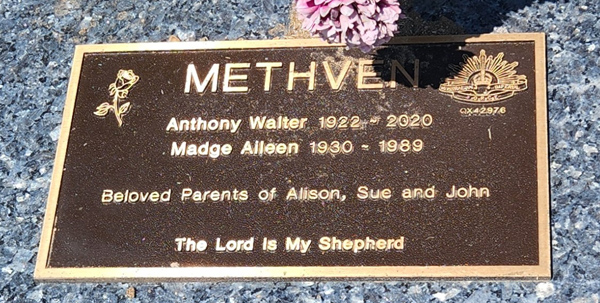 METHVEN
QX42976
Anthony Walter 1922 - 2020
Madge Aileen 1930 - 1989
Beloved Parents of Alison, Sue and John
The Lord Is My Shepherd